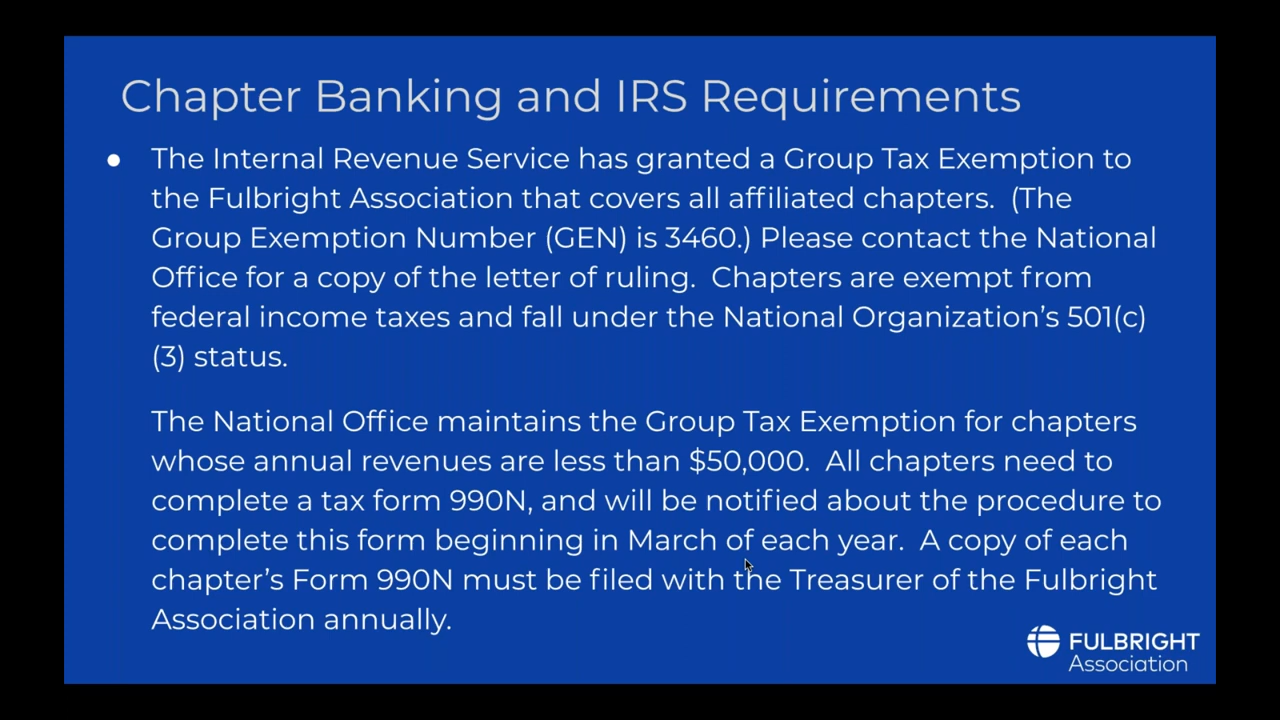 Chapter Banking and IRS Requirements
● The Internal Revenue Service has granted a Group Tax Exemption to
the Fulbright Association that covers all affiliated chapters.  (The
Group Exemption Number (GEN) is 3460.) Please contact the National
Office for a copy of the letter of ruling.  Chapters are exempt from
federal income taxes and fall under the National Organization’s 501(c)
(3) status.
The National Office maintains the Group Tax Exemption for chapters
whose annual revenues are less than $50,000.  All chapters need to
complete a tax form 990N, and will be notified about the procedure to
complete this form beginning in March of each year.  A copy of each
chapter’s Form 990N must be filed with the Treasurer of the Fulbright
Association annually.
FULBRIGHT
Association